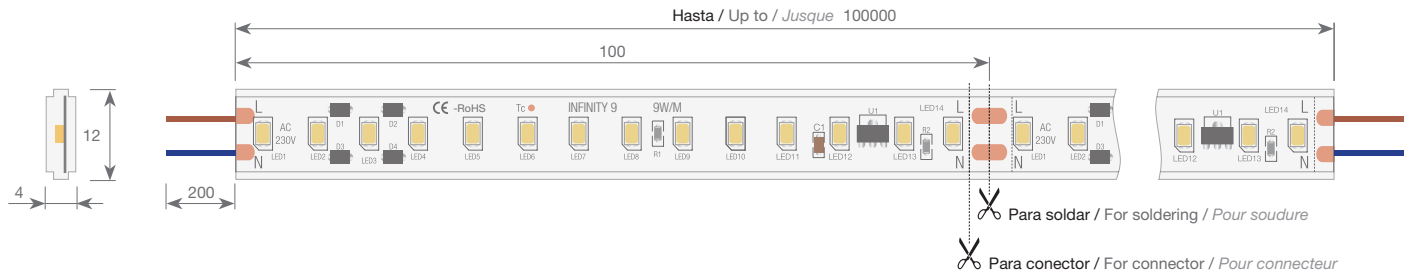 Hasta / Up to / Jusque 100000
100
L
CE -RoHS
Tc
INFINITY 9
9W/M
U1
LED14
L
AC
230V
D1
D2
C1
R2
AC
230V
D1
U1
LED14
L
R2
12
N
LED1
LED2
D3
LED3
D4
LED4
LED5
LED6
LED7
LED8
R1
LED9
LED10
LED11
LED12
LED13
N
N
LED1
LED2
D3
LED12
LED13
N
4
200
Para soldar / For soldering / Pour soudure
Para conector / For connector / Pour connecteur